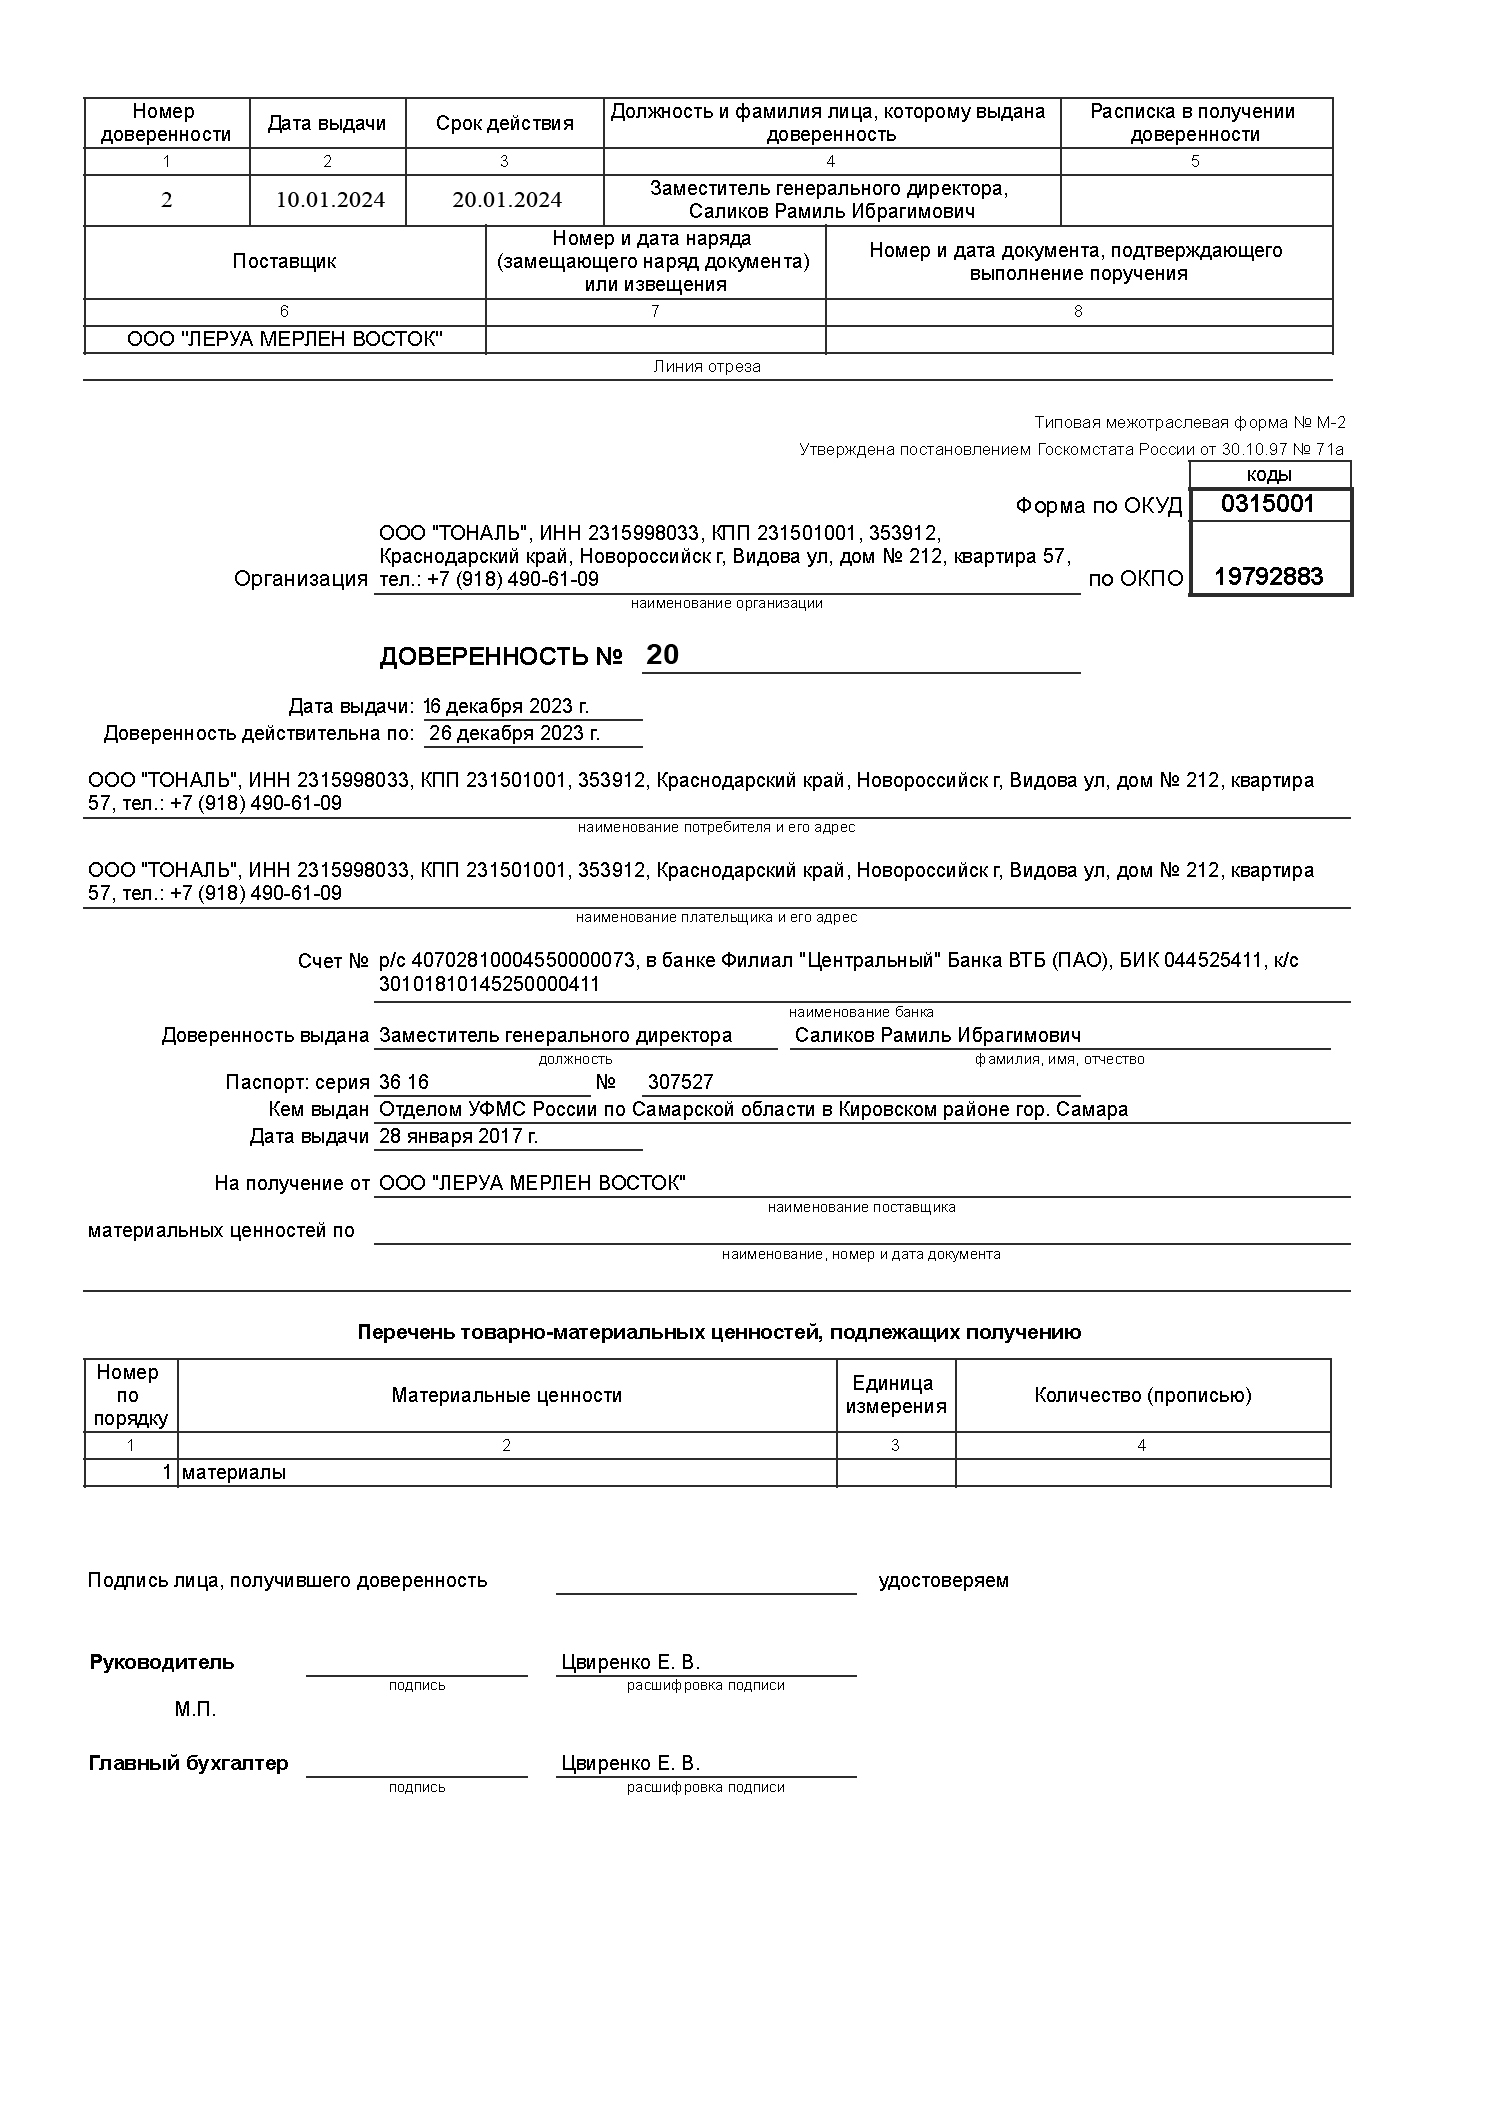 Номер доверенности
Дата выдачи
Срок действия
Должность и фамилия лица, которому выдана доверенность
Расписка в получении доверенности
1
2
3
4
5
2
10.01.2024
20.01.2024
Заместитель генерального директора,
Саликов Рамиль Ибрагимович
Поставщик
Номер и дата наряда
(замещающего наряд документа)
или извещения
Номер и дата документа, подтверждающего
выполнение поручения
6
7
8
ООО "ЛЕРУА МЕРЛЕН ВОСТОК"
Линия отреза
Типовая межотраслевая форма № М-2
Утверждена постановлением Госкомстата России от 30.10.97 № 71а
коды
Форма по ОКУД 0315001
ООО "ТОНАЛЬ", ИНН 2315998033, КПП 231501001, 353912,
Краснодарский край, Новороссийск г, Видова ул, дом № 212, квартира 57,
Организация тел.: +7 (918) 490-61-09 по ОКПО 19792883
наименование организации
ДОВЕРЕННОСТЬ № 20
Дата выдачи: 16 декабря 2023 г.
Доверенность действительна по: 26 декабря 2023 г.
ООО "ТОНАЛЬ", ИНН 2315998033, КПП 231501001, 353912, Краснодарский край, Новороссийск г, Видова ул, дом № 212, квартира
57, тел.: +7 (918) 490-61-09
наименование потребителя и его адрес
ООО "ТОНАЛЬ", ИНН 2315998033, КПП 231501001, 353912, Краснодарский край, Новороссийск г, Видова ул, дом № 212, квартира
57, тел.: +7 (918) 490-61-09
наименование плательщика и его адрес
Счет № р/с 40702810004550000073, в банке Филиал "Центральный" Банка ВТБ (ПАО), БИК 044525411, к/с
30101810145250000411
наименование банка
Доверенность выдана Заместитель генерального директора Саликов Рамиль Ибрагимович
должность фамилия, имя, отчество
Паспорт: серия 36 16 № 307527
Кем выдан Отделом УФМС России по Самарской области в Кировском районе гор. Самара
Дата выдачи 28 января 2017 г.
На получение от ООО "ЛЕРУА МЕРЛЕН ВОСТОК"
наименование поставщика
материальных ценностей по
наименование, номер и дата документа
Перечень товарно-материальных ценностей, подлежащих получению
Номер
по
порядку
Материальные ценности
Единица
измерения
Количество (прописью)
1
2
3
4
1 материалы
Подпись лица, получившего доверенность удостоверяем
Руководитель Цвиренко Е. В.
подпись расшифровка подписи
М.П.
Главный бухгалтер Цвиренко Е. В.
подпись расшифровка подписи